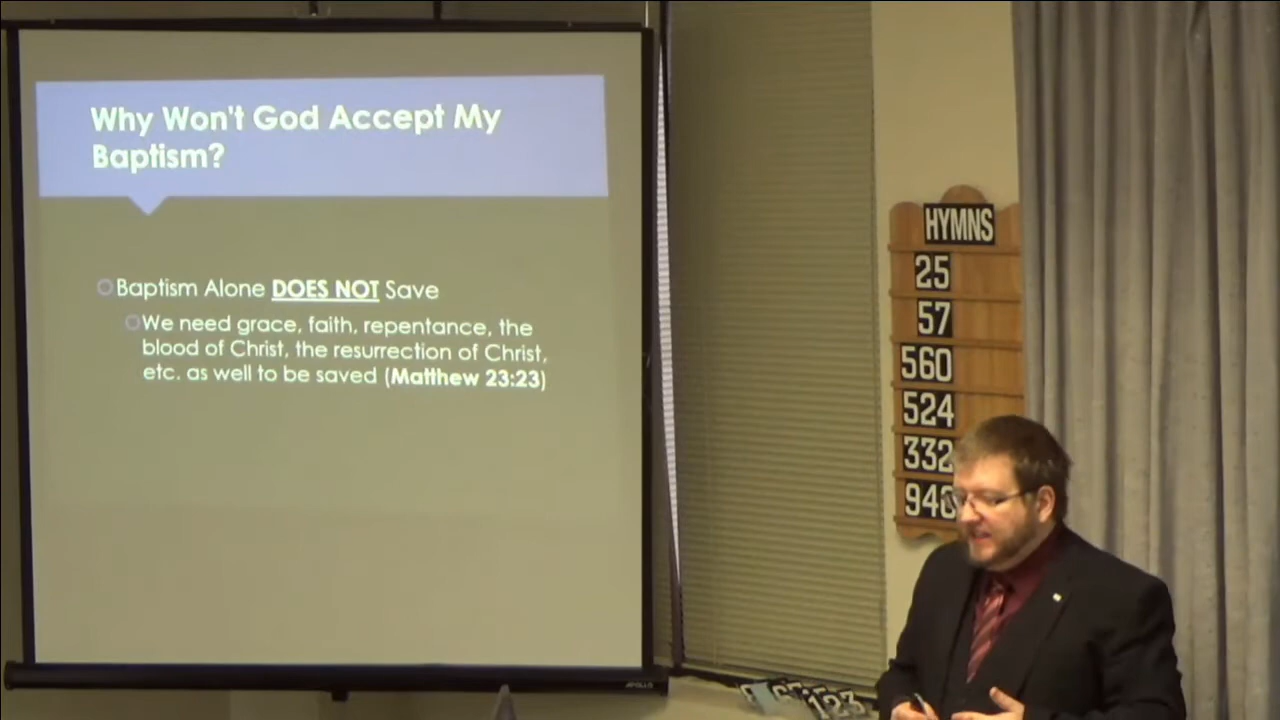 Why Won't God Accept My
Baptism?
Baptism Alone DOES NOT Save
We need grace, faith, repentance, the
blood of Christ, the resurrection of Christ,
etc. as well to be saved (Matthew 23:23)
HYMNS
25
57
560
524
332
APOLLO